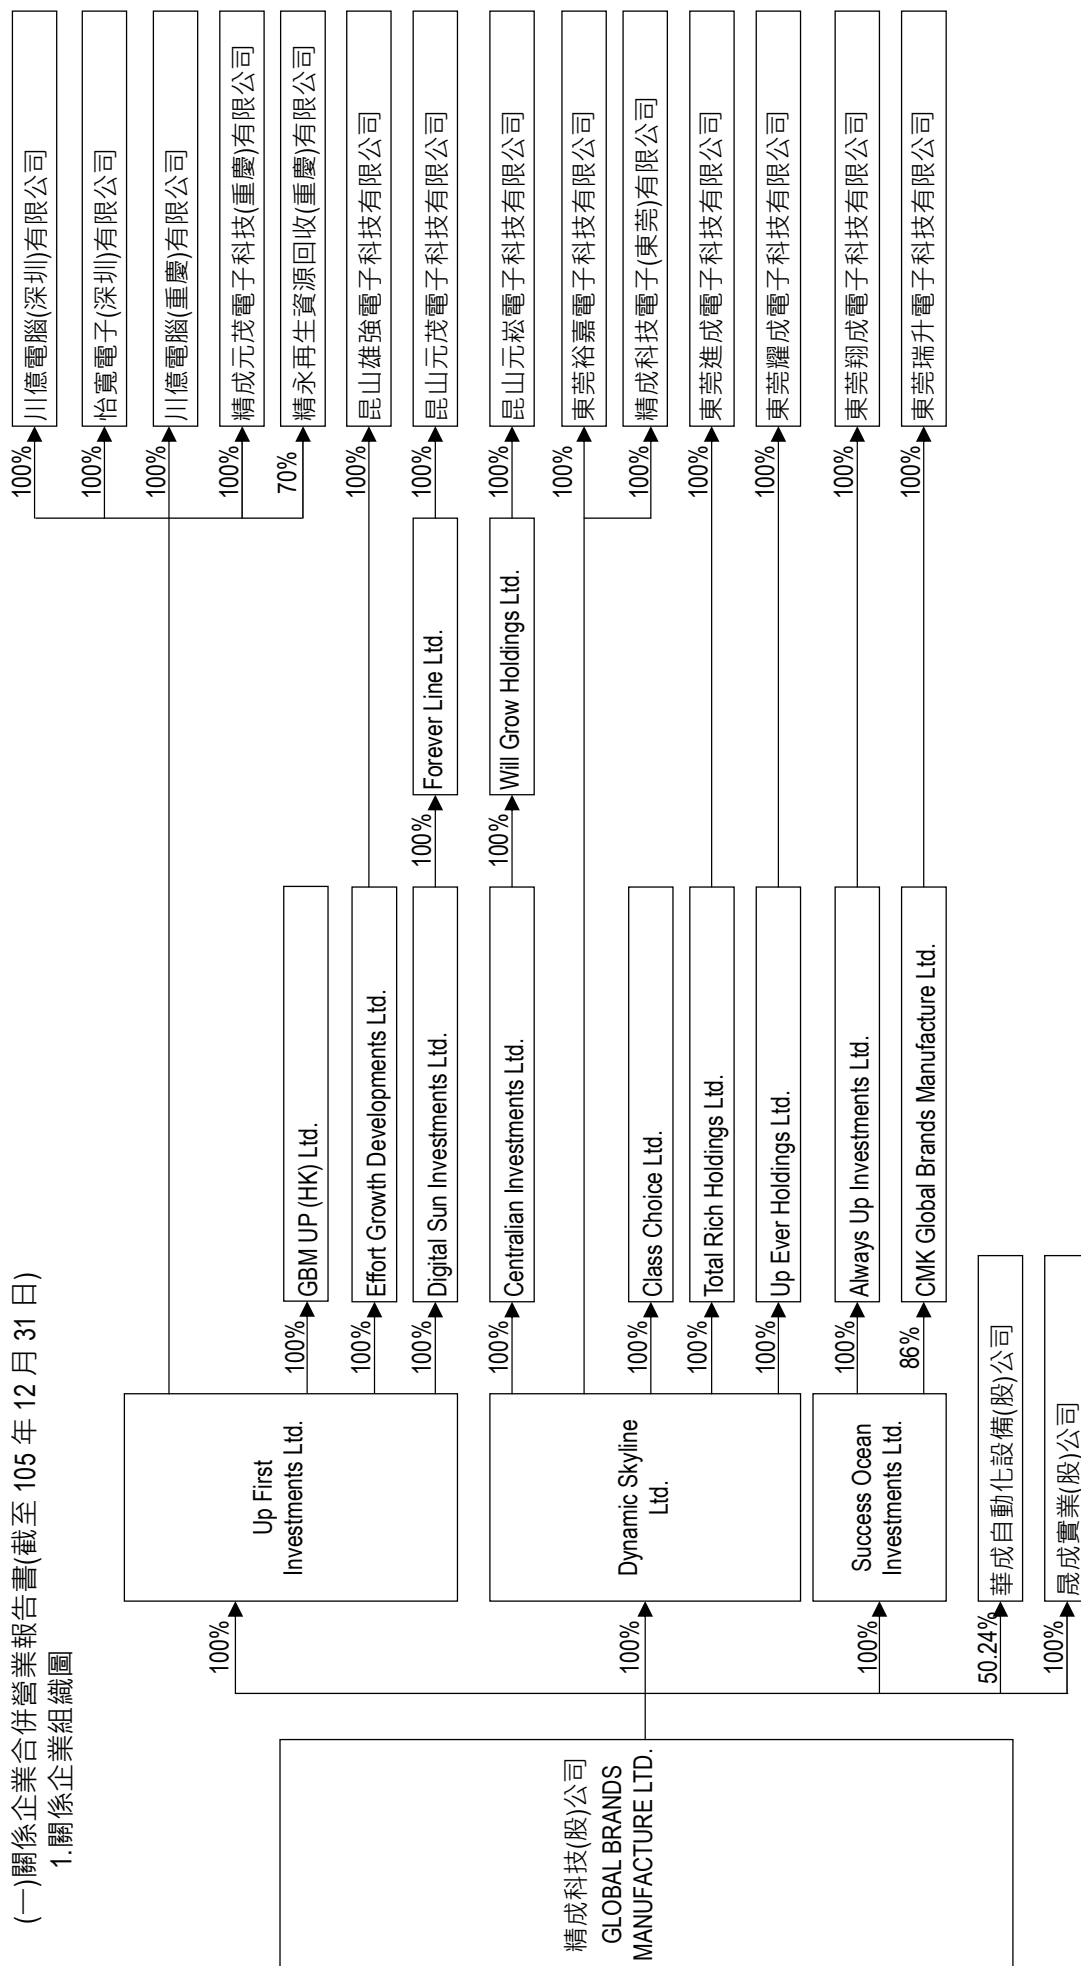 (一)關係企業合併營業報告書(截至 105 年 12 月 31 日)
1.關係企業組織圖
精成科技(股)公司
GLOBAL BRANDS
MANUFACTURE LTD.
100%
Up First
Investments Ltd.
100%
Dynamic Skyline
Ltd.
100%
Success Ocean
Investments Ltd.
50.24%
華成自動化設備(股)公司
100%
晟成實業(股)公司
100%
GBM UP (HK) Ltd.
100%
Effort Growth Developments Ltd.
100%
Digital Sun Investments Ltd.
100%
Centralian Investments Ltd.
100%
Class Choice Ltd.
100%
Total Rich Holdings Ltd.
100%
Up Ever Holdings Ltd.
100%
Always Up Investments Ltd.
86%
CMK Global Brands Manufacture Ltd.
100%
Forever Line Ltd.
100%
Will Grow Holdings Ltd.
100%
川億電腦(深圳)有限公司
100%
怡寬電子(深圳)有限公司
100%
川億電腦(重慶)有限公司
100%
精成元茂電子科技(重慶)有限公司
70%
精永再生資源回收(重慶)有限公司
100%
昆山雄強電子科技有限公司
100%
昆山元茂電子科技有限公司
100%
昆山元崧電子科技有限公司
100%
東莞裕嘉電子科技有限公司
100%
精成科技電子(東莞)有限公司
100%
東莞進成電子科技有限公司
100%
東莞耀成電子科技有限公司
100%
東莞翔成電子科技有限公司
100%
東莞瑞升電子科技有限公司